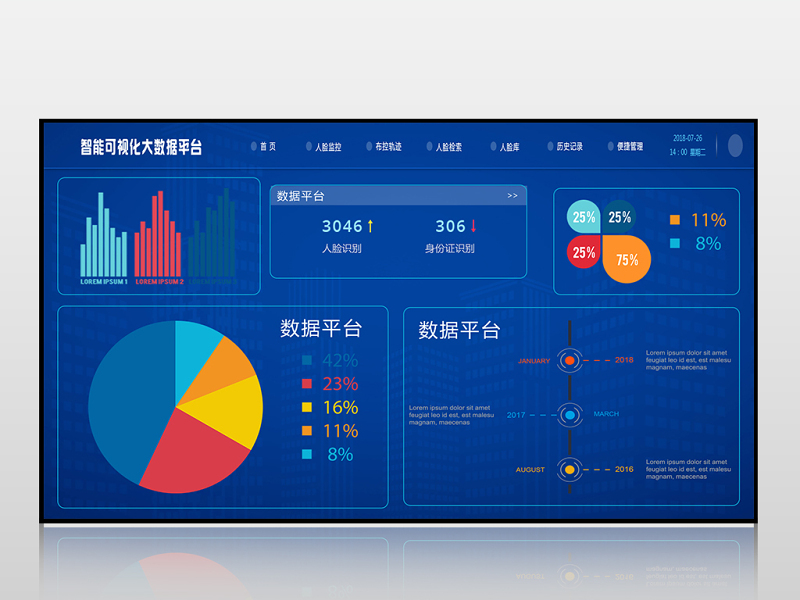 智能可视化大数据平台
首 页
人脸监控
布控轨迹
人脸检索
人脸库
历史记录
便捷管理
2018-07-26
14 : 00 星期二
LOREM IPSUM 1
LOREM IPSUM 2
数据平台 >>
3046 306
人脸识别 身份证识别
25% 25%
25% 75%
11%
8%
数据平台
42%
23%
16%
11%
8%
数据平台
JANUARY 2018
Lorem ipsum dolor sit amet
feugiat leo id est, est malesu
magnam, maecenas
Lorem ipsum dolor sit amet
feugiat leo id est, est malesu
magnam, maecenas
2017 MARCH
AUGUST 2016
Lorem ipsum dolor sit amet
feugiat leo id est, est malesu
magnam, maecenas